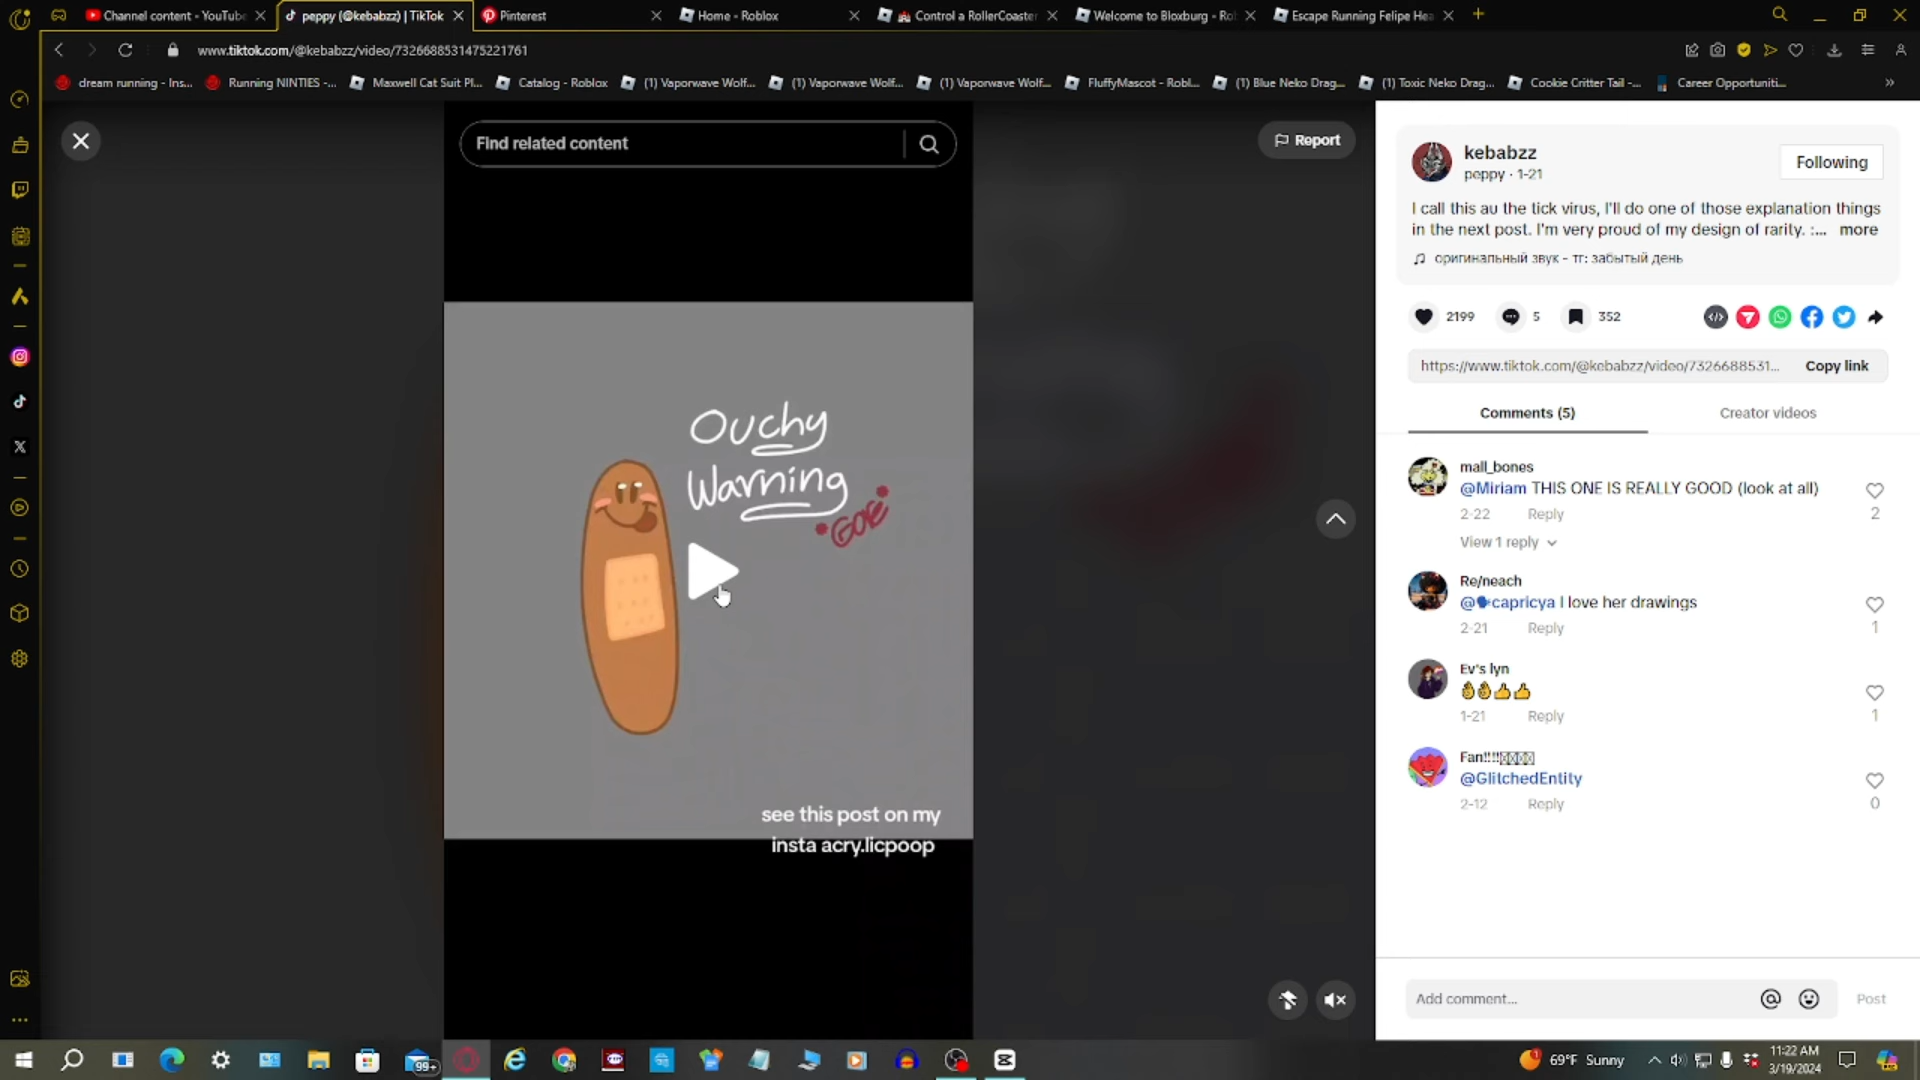 Channel content - YouTube
peppy (@kebabzz) | TikTok
Pinterest
Home - Roblox
Control a RollerCoaster
Welcome to Bloxburg - Ro
Escape Running Felipe Hea
www.tiktok.com/@kebabzz/video/7326688531475221761
dream running - Ins...
Running NINTIES -...
Maxwell Cat Suit Pl...
Catalog - Roblox
(1) Vaporwave Wolf...
(1) Vaporwave Wolf...
(1) Vaporwave Wolf...
FluffyMascot - Robl...
(1) Blue Neko Drag...
(1) Toxic Neko Drag...
Cookie Critter Tail -...
Career Opportuniti...
Find related content
Report
Ouchy
Warning
see this post on my
insta acry.licpoop
kebabzz
peppy · 1-21
Following
I call this au the tick virus, I'll do one of those explanation things
in the next post. I'm very proud of my design of rarity. :... more
оригинальный звук - тг: забытый день
2199
5
352
https://www.tiktok.com/@kebabzz/video/7326688531...
Copy link
Comments (5)
Creator videos
mall_bones
@Miriam THIS ONE IS REALLY GOOD (look at all)
2-22 Reply
2
View 1 reply
Re/neach
@🗣capricya I love her drawings
2-21 Reply
1
Ev's lyn
👌👌👍👍
1-21 Reply
1
Fan!!!!
@GlitchedEntity
2-12 Reply
0
Add comment...
Post
99+
69°F Sunny
11:22 AM
3/19/2024